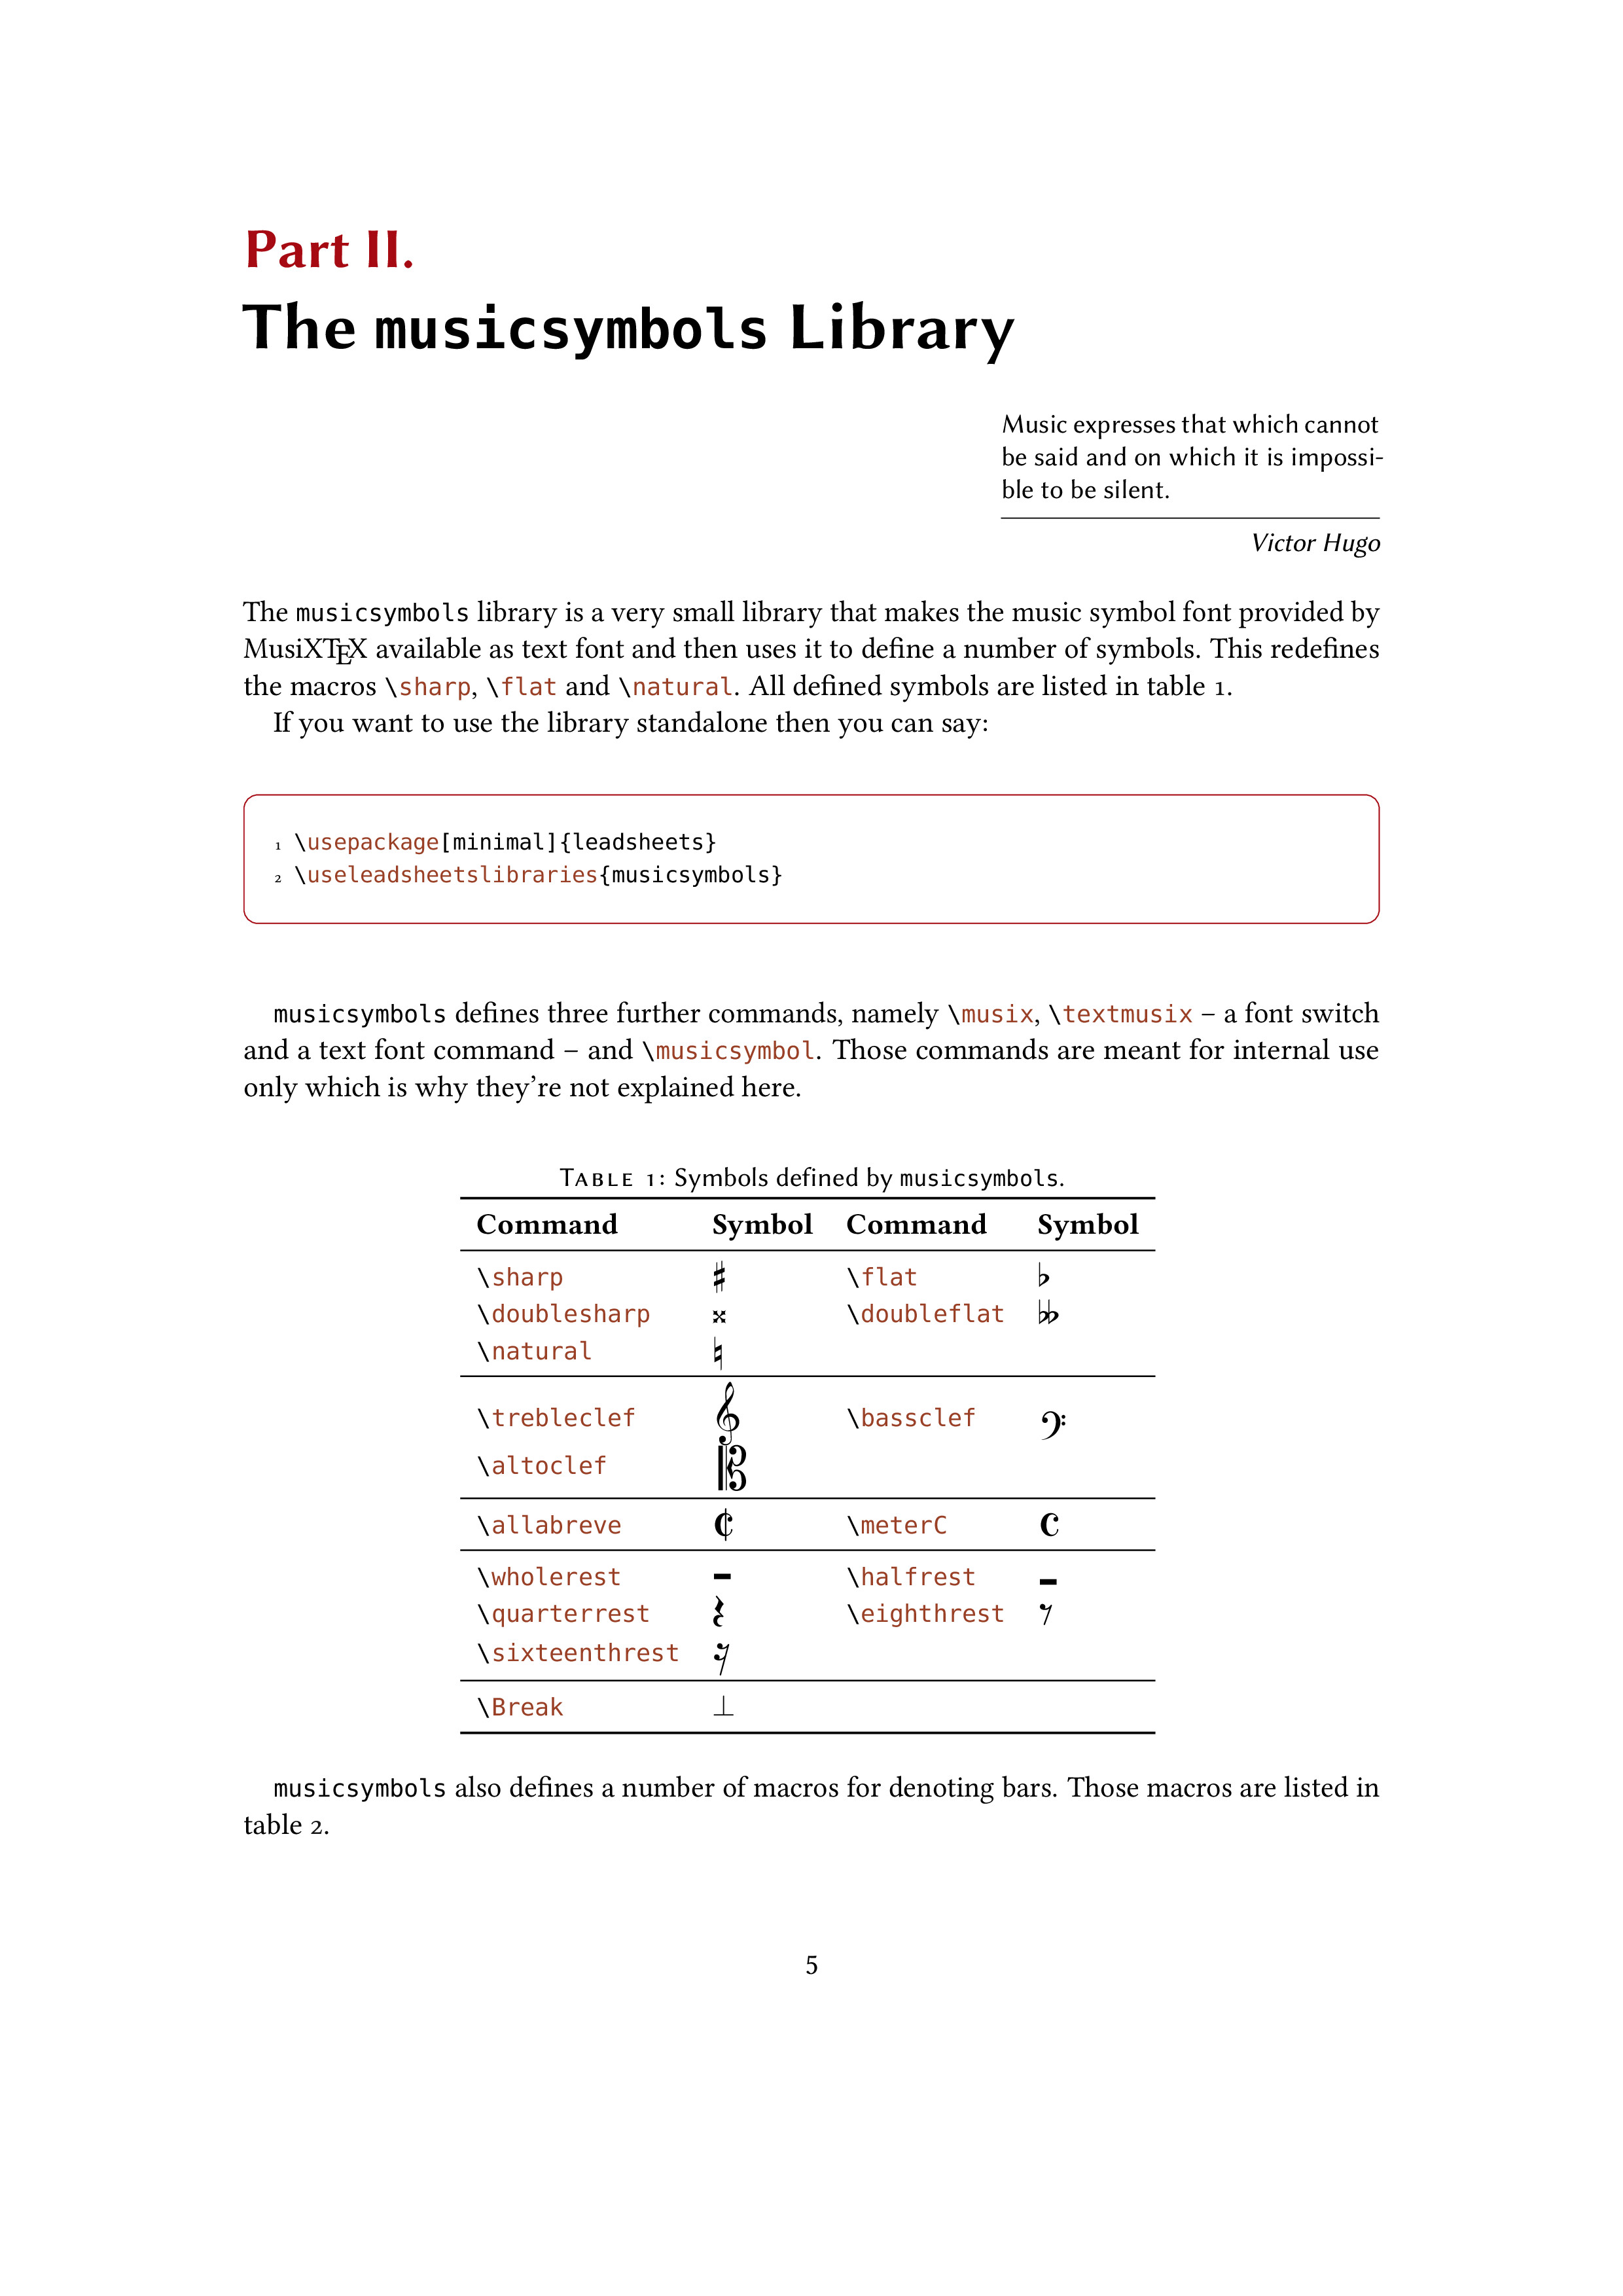 Part II.
The musicsymbols Library
Music expresses that which cannot
be said and on which it is impossi-
ble to be silent.
Victor Hugo
The musicsymbols library is a very small library that makes the music symbol font provided by
MusiXTEX available as text font and then uses it to define a number of symbols. This redefines
the macros \sharp, \flat and \natural. All defined symbols are listed in table 1.
If you want to use the library standalone then you can say:
1 \usepackage[minimal]{leadsheets}
2 \useleadsheetslibraries{musicsymbols}
musicsymbols defines three further commands, namely \musix, \textmusix – a font switch
and a text font command – and \musicsymbol. Those commands are meant for internal use
only which is why they’re not explained here.
Table 1: Symbols defined by musicsymbols.
Command Symbol Command Symbol
\sharp ♯ \flat ♭
\doublesharp 𝄪 \doubleflat 𝄫
\natural ♮
\trebleclef 𝄞 \bassclef 𝄢
\altoclef 𝄡
\allabreve 𝄵 \meterC 𝄴
\wholerest 𝄻 \halfrest 𝄼
\quarterrest 𝄽 \eighthrest 𝄾
\sixteenthrest 𝄿
\Break ⊥
musicsymbols also defines a number of macros for denoting bars. Those macros are listed in
table 2.
5